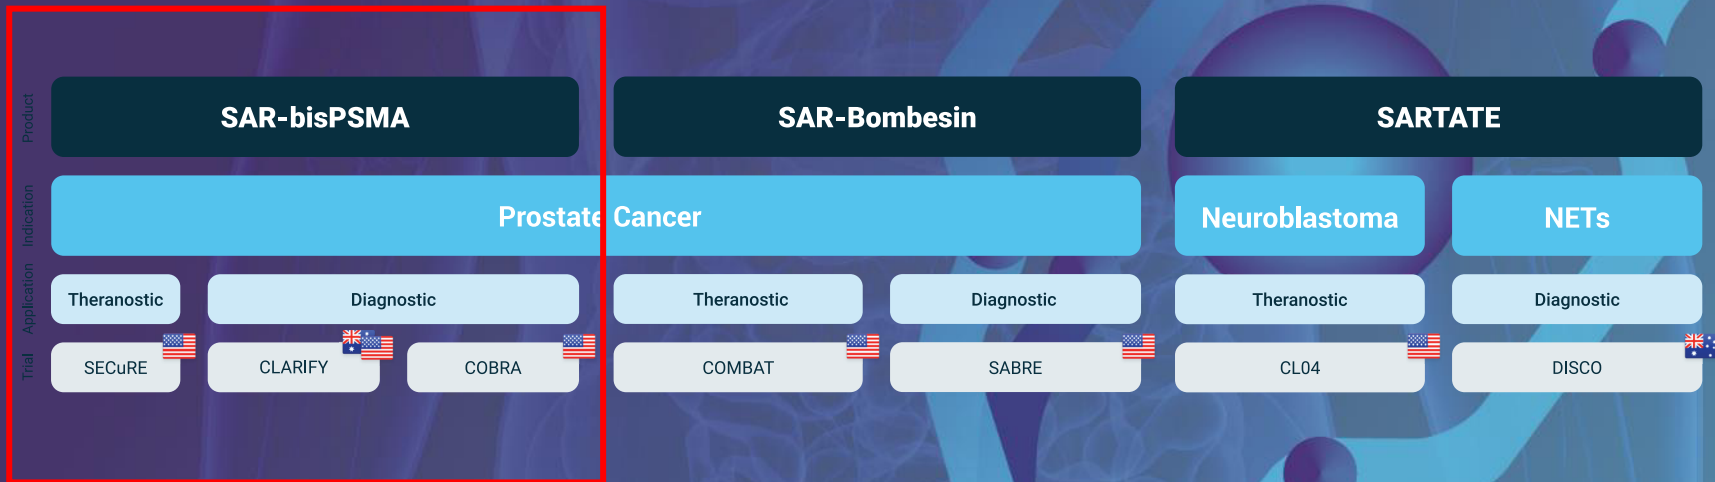 Product
SAR-bisPSMA
SAR-Bombesin
SARTATE
Indication
Prostate Cancer
Neuroblastoma
NETs
Application
Theranostic
Diagnostic
Theranostic
Diagnostic
Theranostic
Diagnostic
Trial
SECuRE
CLARIFY
COBRA
COMBAT
SABRE
CL04
DISCO